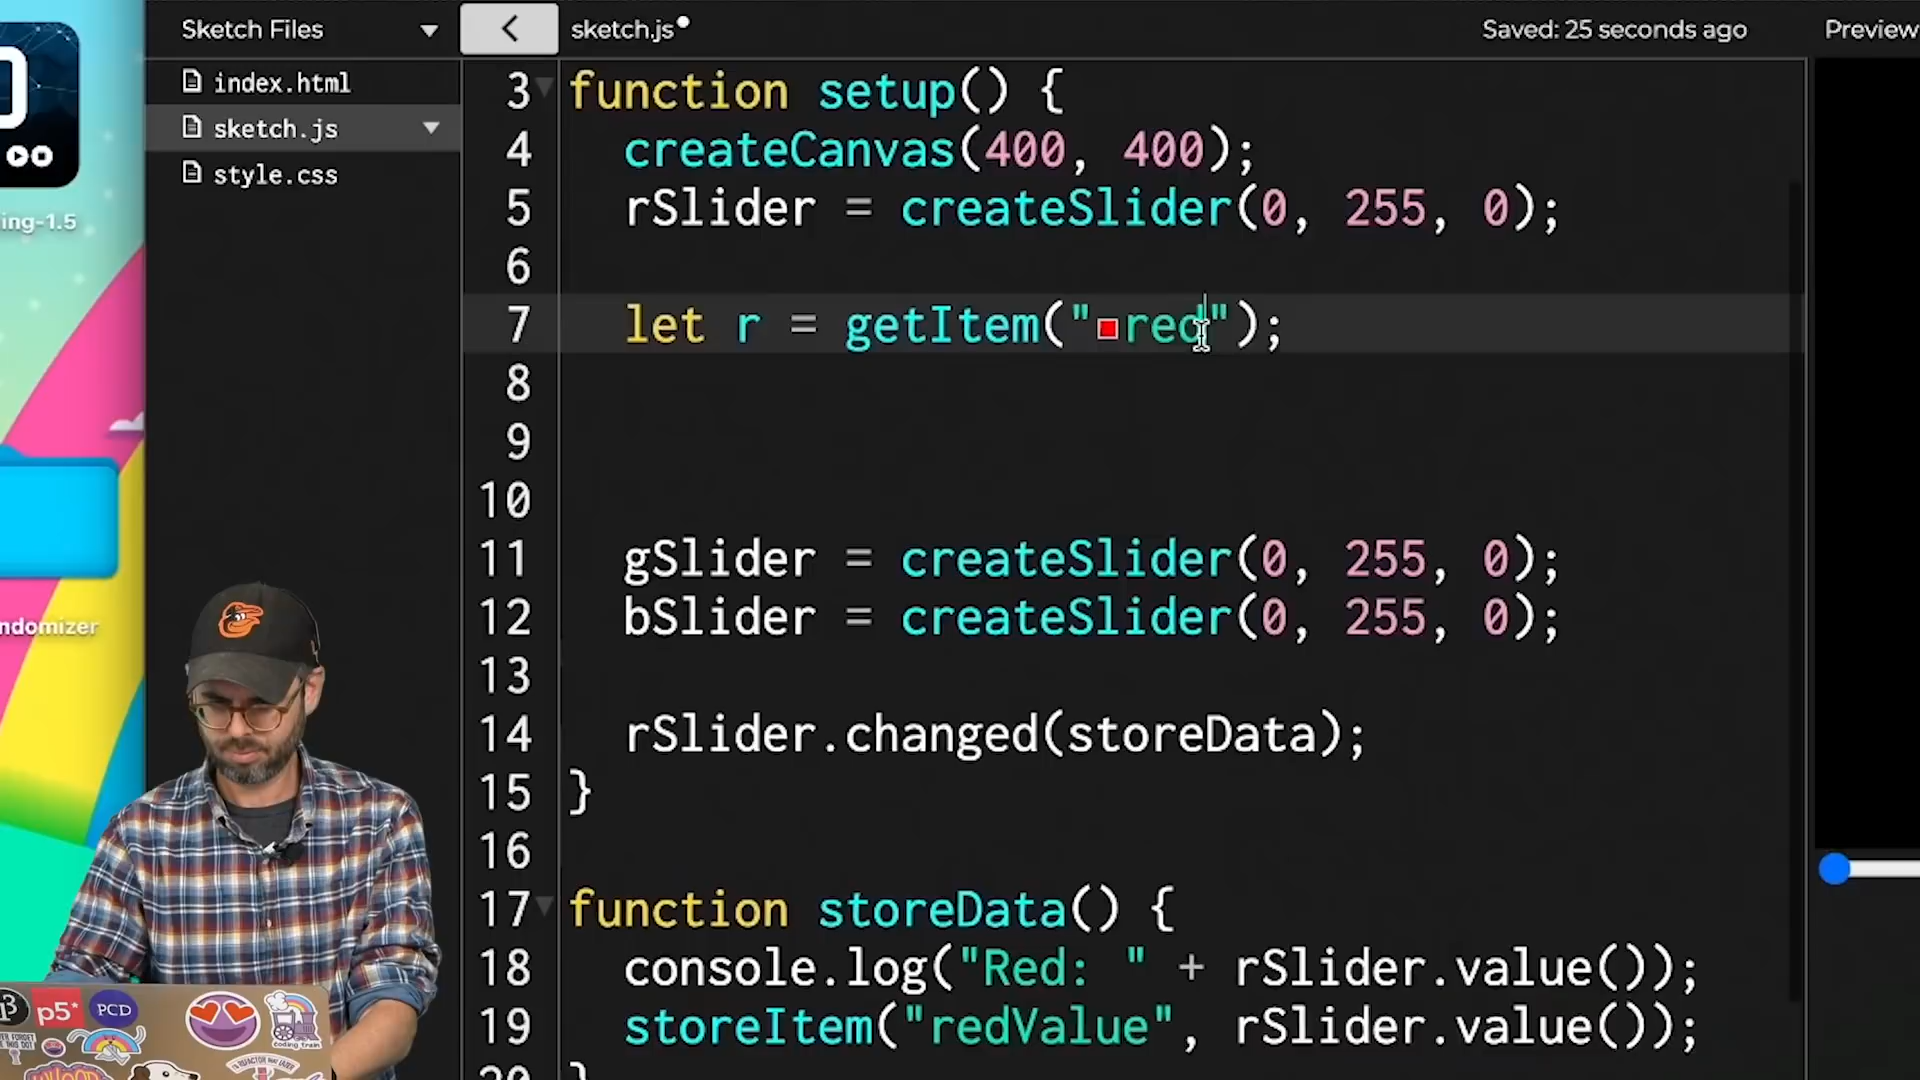 Sketch Files
sketch.js
Saved: 25 seconds ago
Preview
index.html
sketch.js
style.css
ing-1.5
ndomizer
3 function setup() {
4 createCanvas(400, 400);
5 rSlider = createSlider(0, 255, 0);
6
7 let r = getItem("red");
8
9
10
11 gSlider = createSlider(0, 255, 0);
12 bSlider = createSlider(0, 255, 0);
13
14 rSlider.changed(storeData);
15 }
16
17 function storeData() {
18 console.log("Red: " + rSlider.value());
19 storeItem("redValue", rSlider.value());
20 }
p5*
PCD
coding train